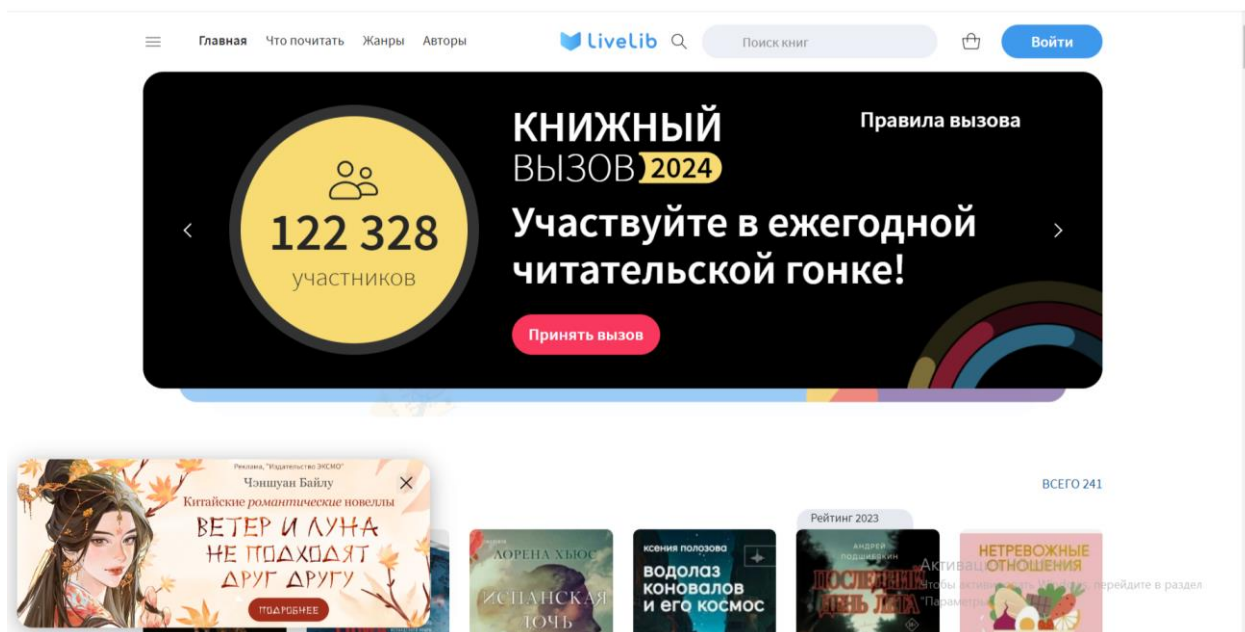 Главная Что почитать Жанры Авторы LiveLib Поиск книг Войти
КНИЖНЫЙ
ВЫЗОВ 2024
Правила вызова
122 328
участников
Участвуйте в ежегодной
читательской гонке!
Принять вызов
Реклама, "Издательство ЭКСМО"
Чэншуан Байлу
Китайские романтические новеллы
ВЕТЕР И ЛУНА
НЕ ПОДХОДЯТ
ДРУГ ДРУГУ
ПОДРОБНЕЕ
ВСЕГО 241
ЛОРЕНА ХЬЮС
ИСПАНСКАЯ
ДОЧЬ
ксения полозова
водолаз
коновалов
и его космос
Рейтинг 2023
АНДРЕЙ
ПОДШИБЯКИН
ПОСЛЕДНИЙ
ДЕНЬ ЛЕТА
НЕТРЕВОЖНЫЕ
ОТНОШЕНИЯ